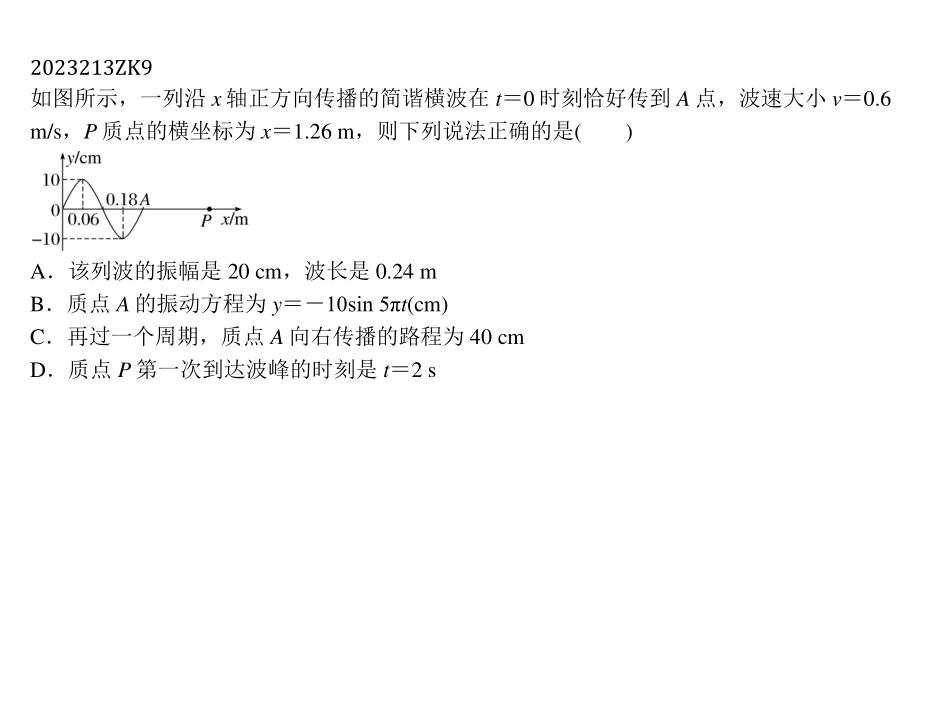 2023213ZK9
如图所示，一列沿 x 轴正方向传播的简谐横波在 t＝0 时刻恰好传到 A 点，波速大小 v＝0.6
m/s，P 质点的横坐标为 x＝1.26 m，则下列说法正确的是(　　)
y/cm
10
0.18 A
0
0.06
P x/m
−10
A．该列波的振幅是 20 cm，波长是 0.24 m
B．质点 A 的振动方程为 y＝－10sin 5πt(cm)
C．再过一个周期，质点 A 向右传播的路程为 40 cm
D．质点 P 第一次到达波峰的时刻是 t＝2 s